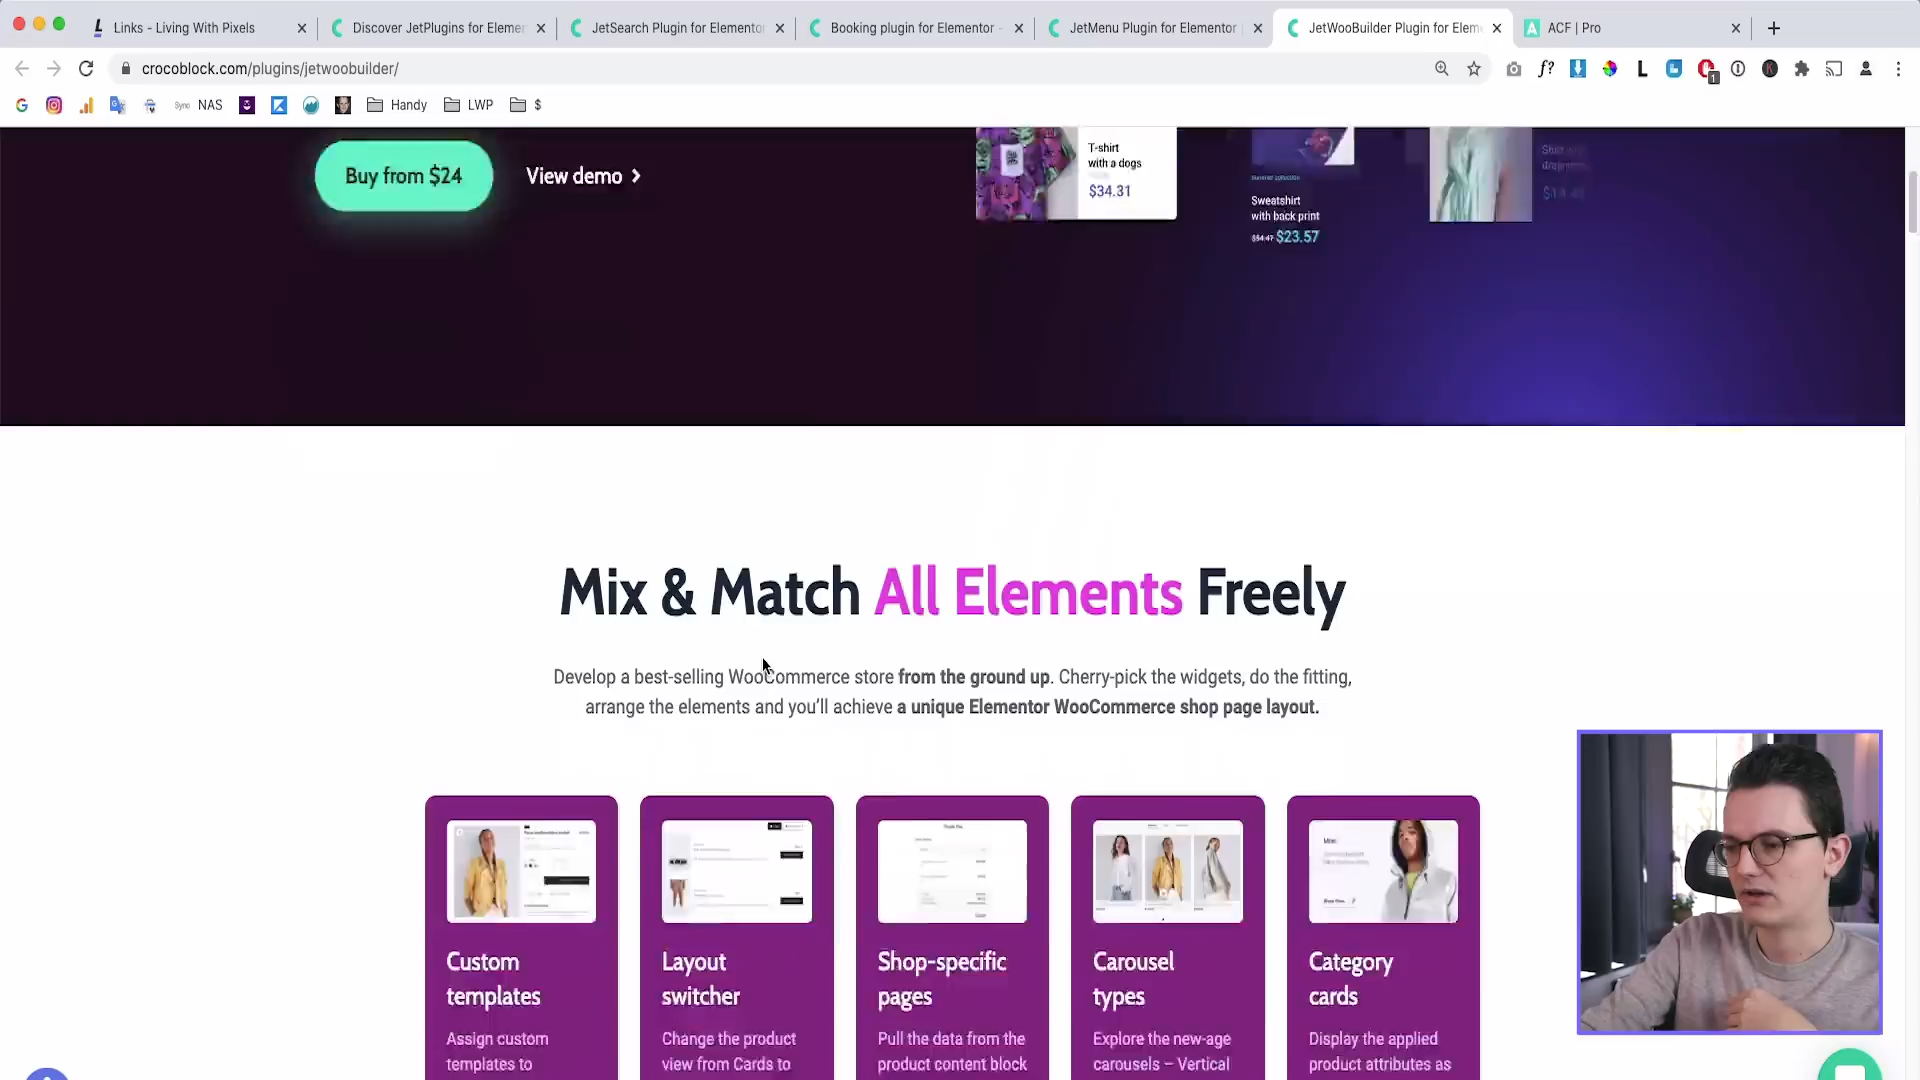 Links - Living With Pixels
Discover JetPlugins for Elemen
JetSearch Plugin for Elementor
Booking plugin for Elementor -
JetMenu Plugin for Elementor
JetWooBuilder Plugin for Elem
ACF | Pro
crocoblock.com/plugins/jetwoobuilder/
NAS
Handy
LWP
$
Buy from $24
View demo
T-shirt
with a dogs
$34.31
Sweatshirt
with back print
$54.47 $23.57
Mix & Match All Elements Freely
Develop a best-selling WooCommerce store from the ground up. Cherry-pick the widgets, do the fitting,
arrange the elements and you'll achieve a unique Elementor WooCommerce shop page layout.
Custom
templates
Assign custom
templates to
Layout
switcher
Change the product
view from Cards to
Shop-specific
pages
Pull the data from the
product content block
Carousel
types
Explore the new-age
carousels – Vertical
Category
cards
Display the applied
product attributes as